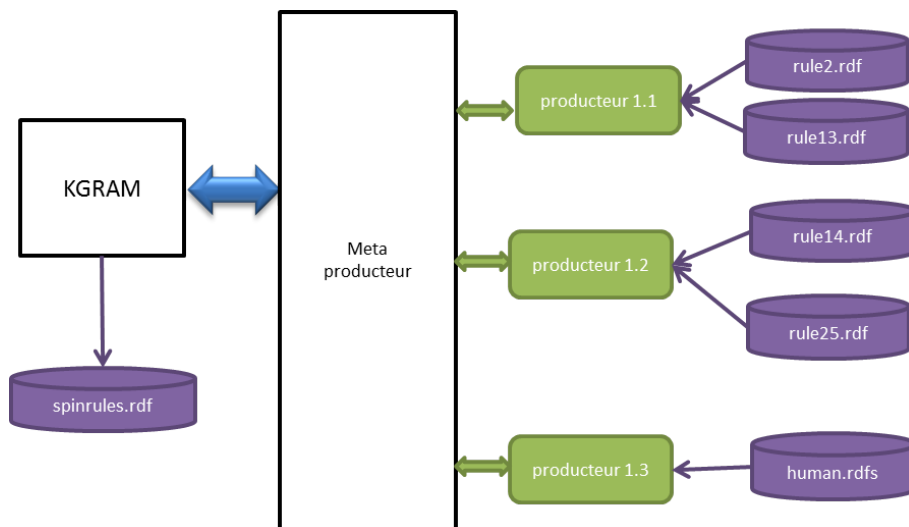 KGRAM
spinrules.rdf
Meta
producteur
producteur 1.1
rule2.rdf
rule13.rdf
producteur 1.2
rule14.rdf
rule25.rdf
producteur 1.3
human.rdfs